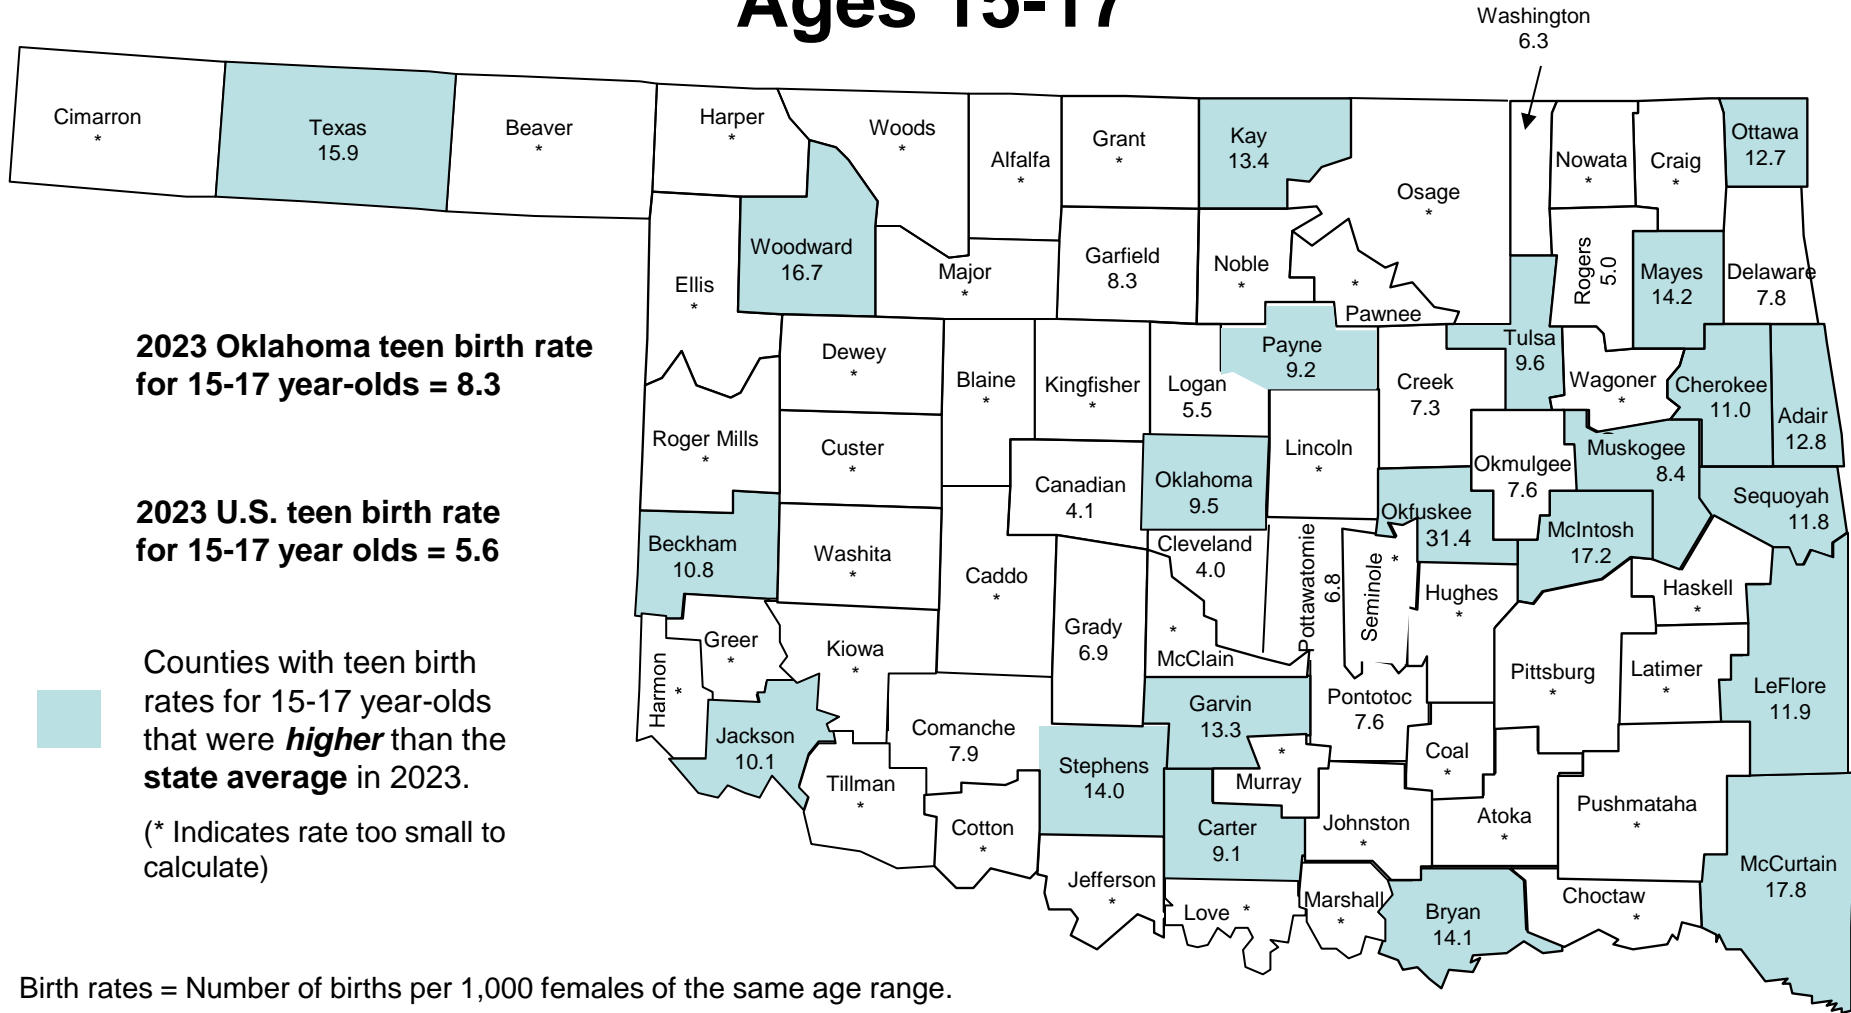 Ages 15-17
Washington
6.3
Cimarron
*
Texas
15.9
Beaver
*
Harper
*
Woods
*
Alfalfa
*
Grant
*
Kay
13.4
Osage
*
Nowata
*
Craig
*
Ottawa
12.7
Woodward
16.7
Ellis
*
Major
*
Garfield
8.3
Noble
*
*
Pawnee
Rogers
5.0
Mayes
14.2
Delaware
7.8
2023 Oklahoma teen birth rate
for 15-17 year-olds = 8.3
Dewey
*
Blaine
*
Kingfisher
*
Logan
5.5
Payne
9.2
Creek
7.3
Tulsa
9.6
Wagoner
*
Cherokee
11.0
Adair
12.8
Roger Mills
*
Custer
*
Canadian
4.1
Oklahoma
9.5
Lincoln
*
Okmulgee
7.6
Muskogee
8.4
Sequoyah
11.8
2023 U.S. teen birth rate
for 15-17 year olds = 5.6
Beckham
10.8
Washita
*
Caddo
*
Cleveland
4.0
Pottawatomie
6.8
Seminole
*
Okfuskee
31.4
McIntosh
17.2
Haskell
*
Hughes
*
Greer
*
Harmon
*
Kiowa
*
Grady
6.9
*
McClain
Pontotoc
7.6
Pittsburg
*
Latimer
*
LeFlore
11.9
Counties with teen birth
rates for 15-17 year-olds
that were higher than the
state average in 2023.
(* Indicates rate too small to
calculate)
Jackson
10.1
Comanche
7.9
Garvin
13.3
Stephens
14.0
*
Murray
Coal
*
Tillman
*
Cotton
*
Carter
9.1
Johnston
*
Atoka
*
Pushmataha
*
McCurtain
17.8
Jefferson
*
Love *
Marshall
*
Bryan
14.1
Choctaw
*
Birth rates = Number of births per 1,000 females of the same age range.